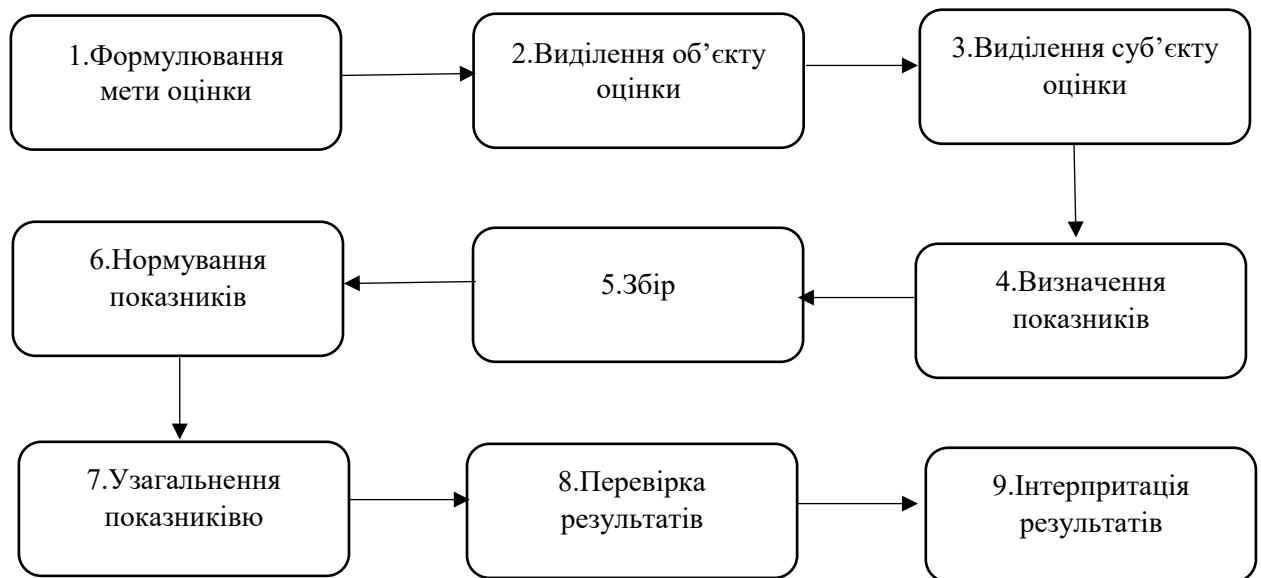 1.Формулювання
мети оцінки
2.Виділення об’єкту
оцінки
3.Виділення суб’єкту
оцінки
4.Визначення
показників
5.Збір
6.Нормування
показників
7.Узагальнення
показниківю
8.Перевірка
результатів
9.Інтерпритація
результатів